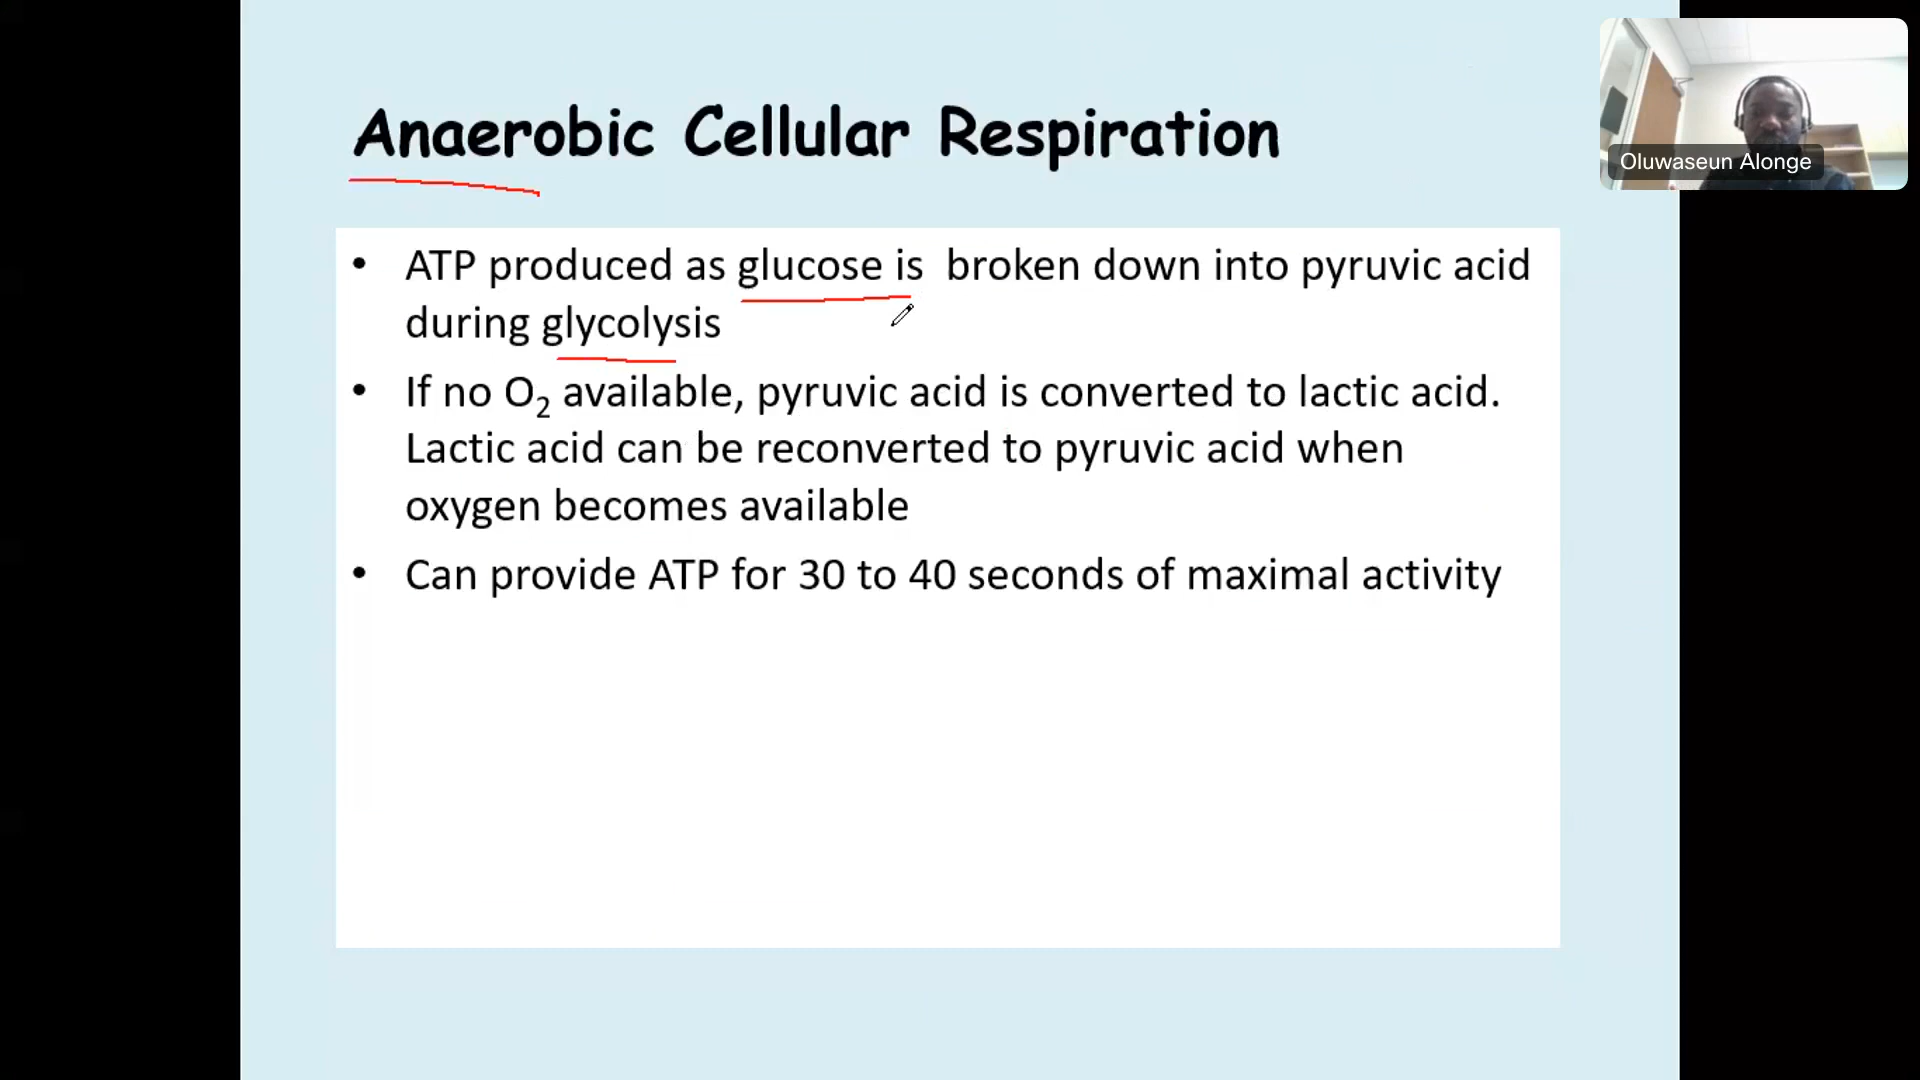 Anaerobic Cellular Respiration
Oluwaseun Alonge
• ATP produced as glucose is  broken down into pyruvic acid
during glycolysis
• If no O₂ available, pyruvic acid is converted to lactic acid.
Lactic acid can be reconverted to pyruvic acid when
oxygen becomes available
• Can provide ATP for 30 to 40 seconds of maximal activity